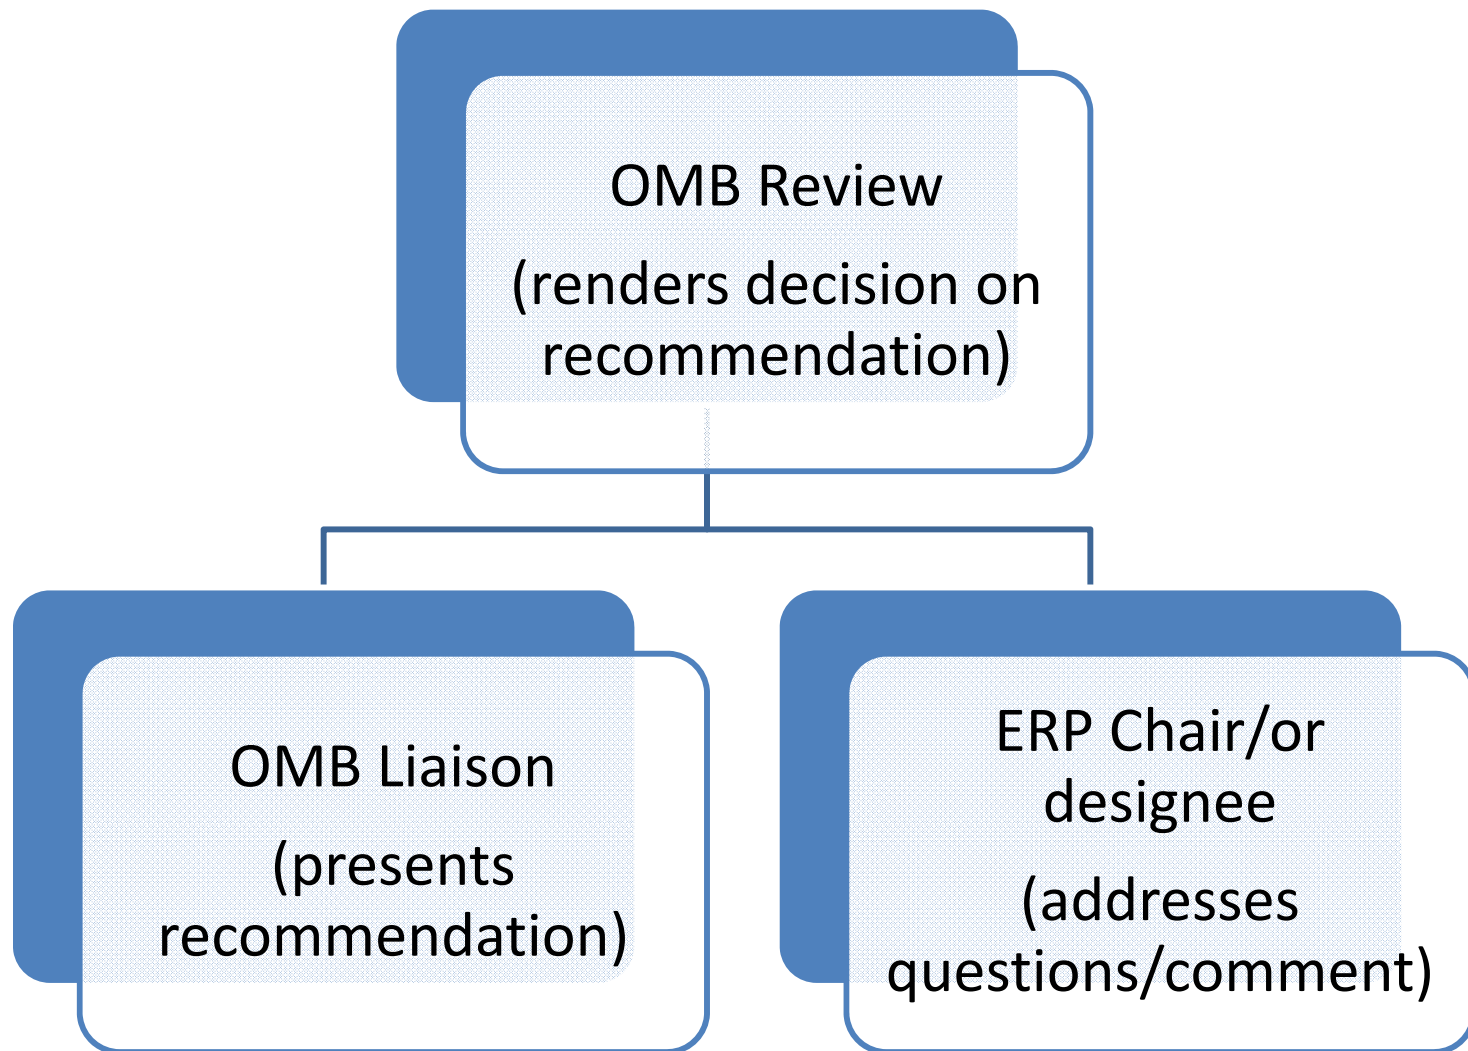 OMB Review
(renders decision on
recommendation)
OMB Liaison
(presents
recommendation)
ERP Chair/or
designee
(addresses
questions/comment)